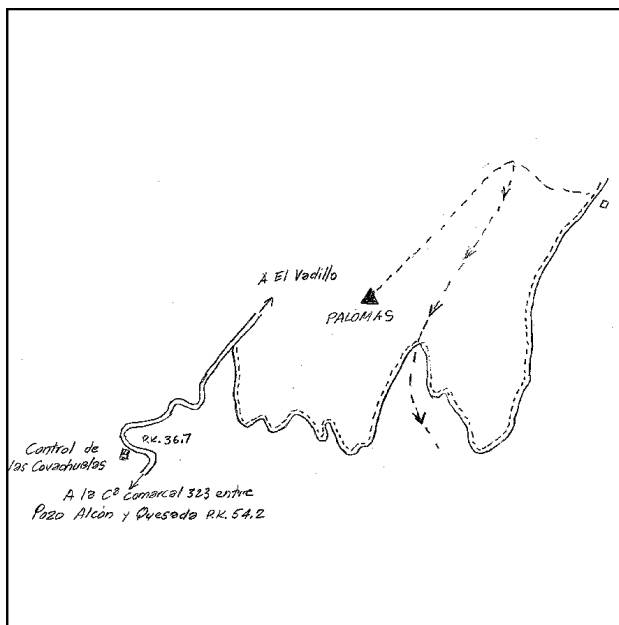 A El Vadillo
PALOMAS
P.K. 36,7
Control de
las Covachuelas
A la Cª comarcal 323 entre
Pozo Alcón y Quesada P.K. 54,2